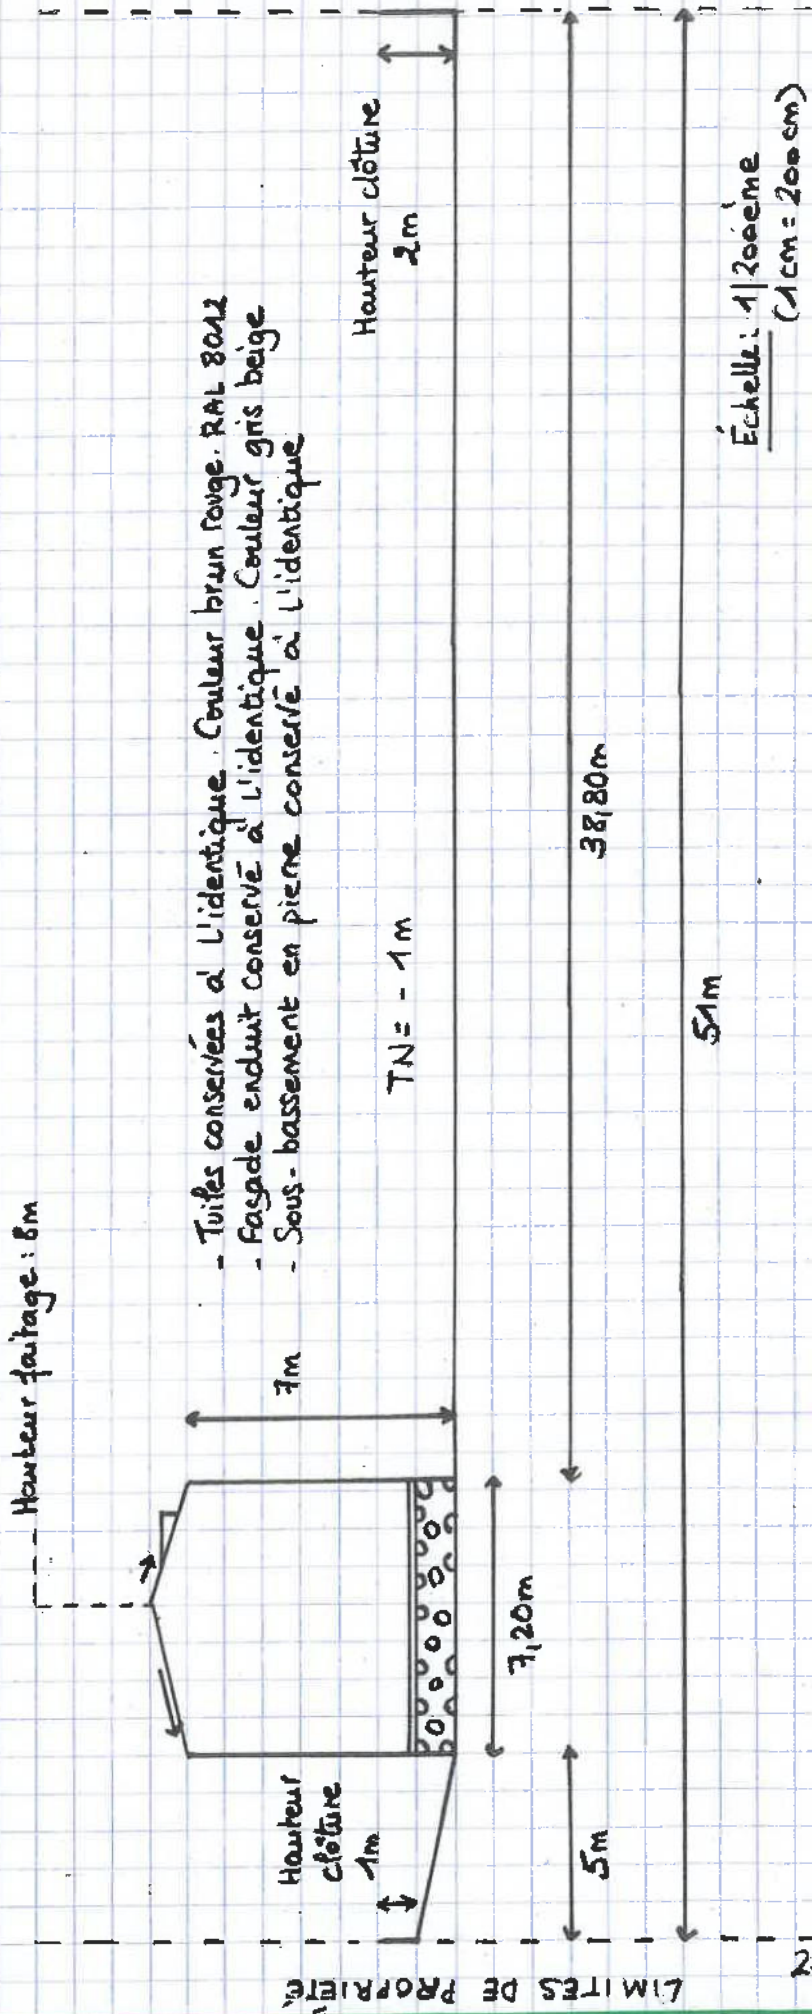 Hauteur faîtage : 8m
- Tuiles conservées à L'identique. Couleur brun rouge. RAL 8012
- Façade enduit conservé à l'identique. Couleur gris beige
- Sous-bassement en pierre conservé à l'identique
7m
Hauteur clôture
2m
Hauteur
clôture
1m
TN = - 1m
7,20m
5m
38,80m
51m
Échelle : 1/200ème
(1cm = 200cm)
LIMITES DE PROPRIETE
2